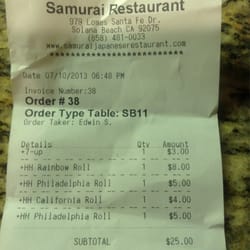 Samurai Restaurant
979 Lomas Santa Fe Dr.
Solana Beach CA 92075
(858) 481-0033
www.samuraijapaneserestaurant.com
Date 07/10/2013 06:48 PM
Invoice Number:38
Order # 38
Order Type Table: SB11
Order Taker: Edwin S.
Details Qty Amount
+7-up 1 $3.00
+HH Rainbow Roll 1 $8.00
+HH Philadelphia Roll 1 $5.00
+HH California Roll 1 $4.00
+HH Philadelphia Roll 1 $5.00
SUBTOTAL $25.00